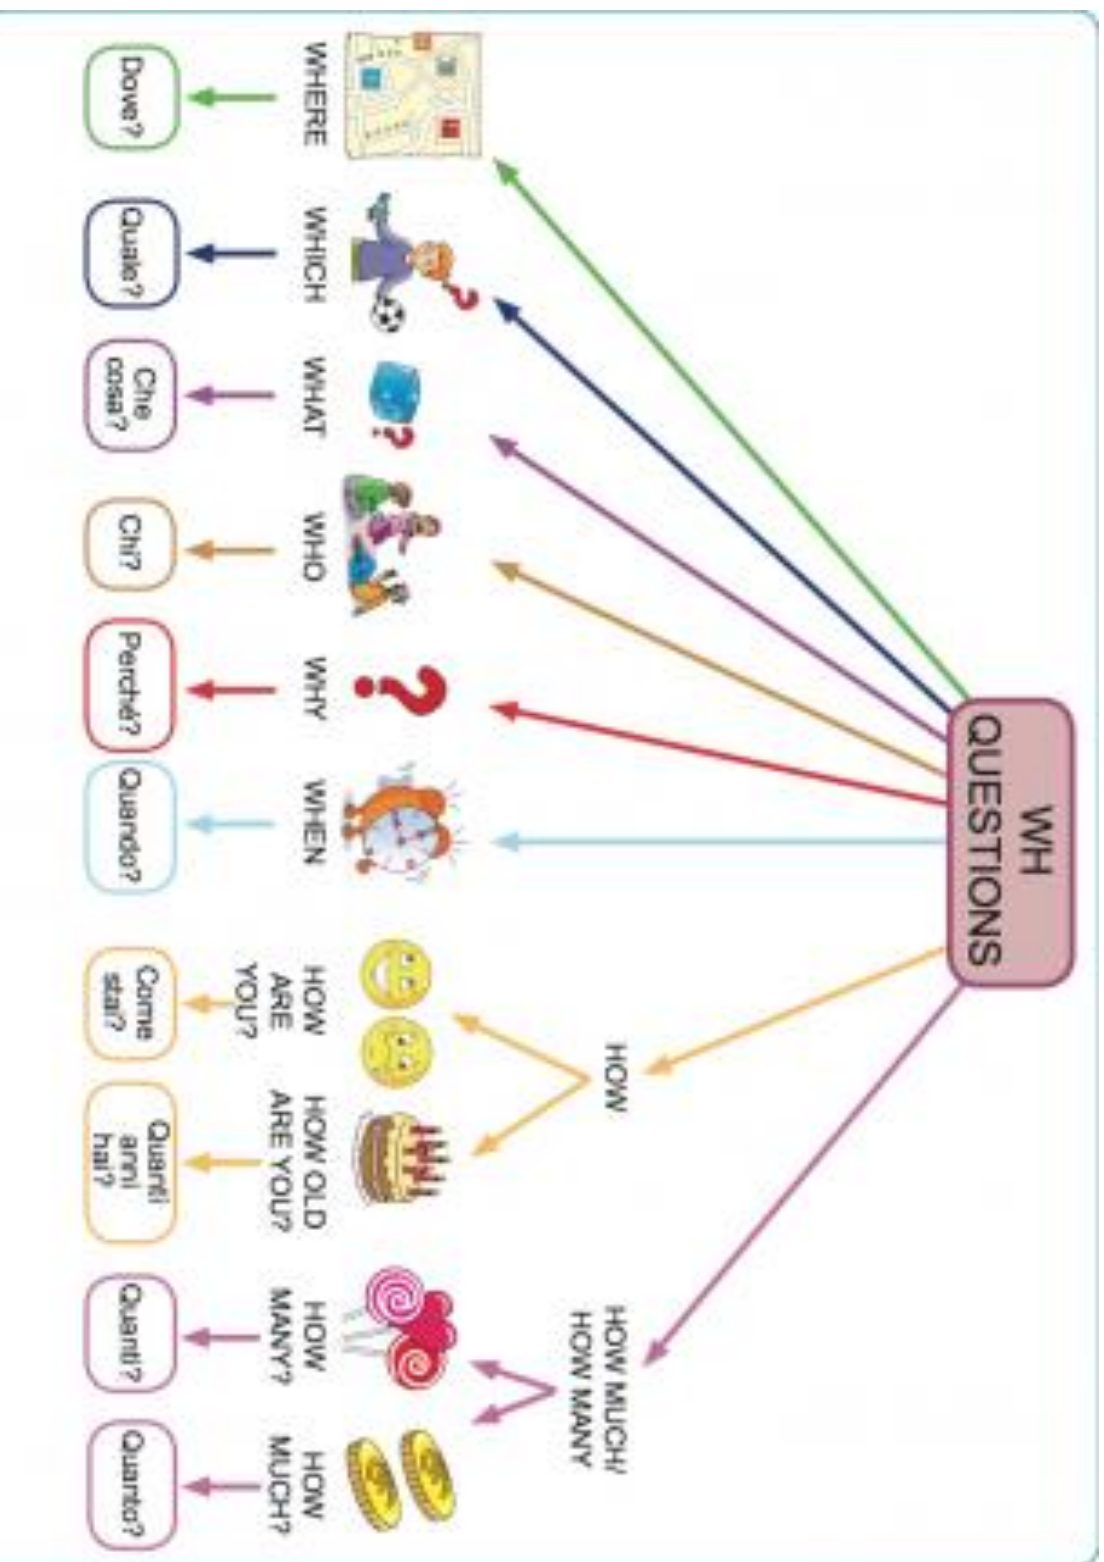 WH
QUESTIONS
HOW
HOW MUCH/
HOW MANY
WHERE
WHICH
WHAT
WHO
WHY
WHEN
HOW
ARE
YOU?
HOW OLD
ARE YOU?
HOW
MANY?
HOW
MUCH?
Dove?
Quale?
Che
cosa?
Chi?
Perché?
Quando?
Come
stai?
Quanti
anni
hai?
Quanti?
Quanto?